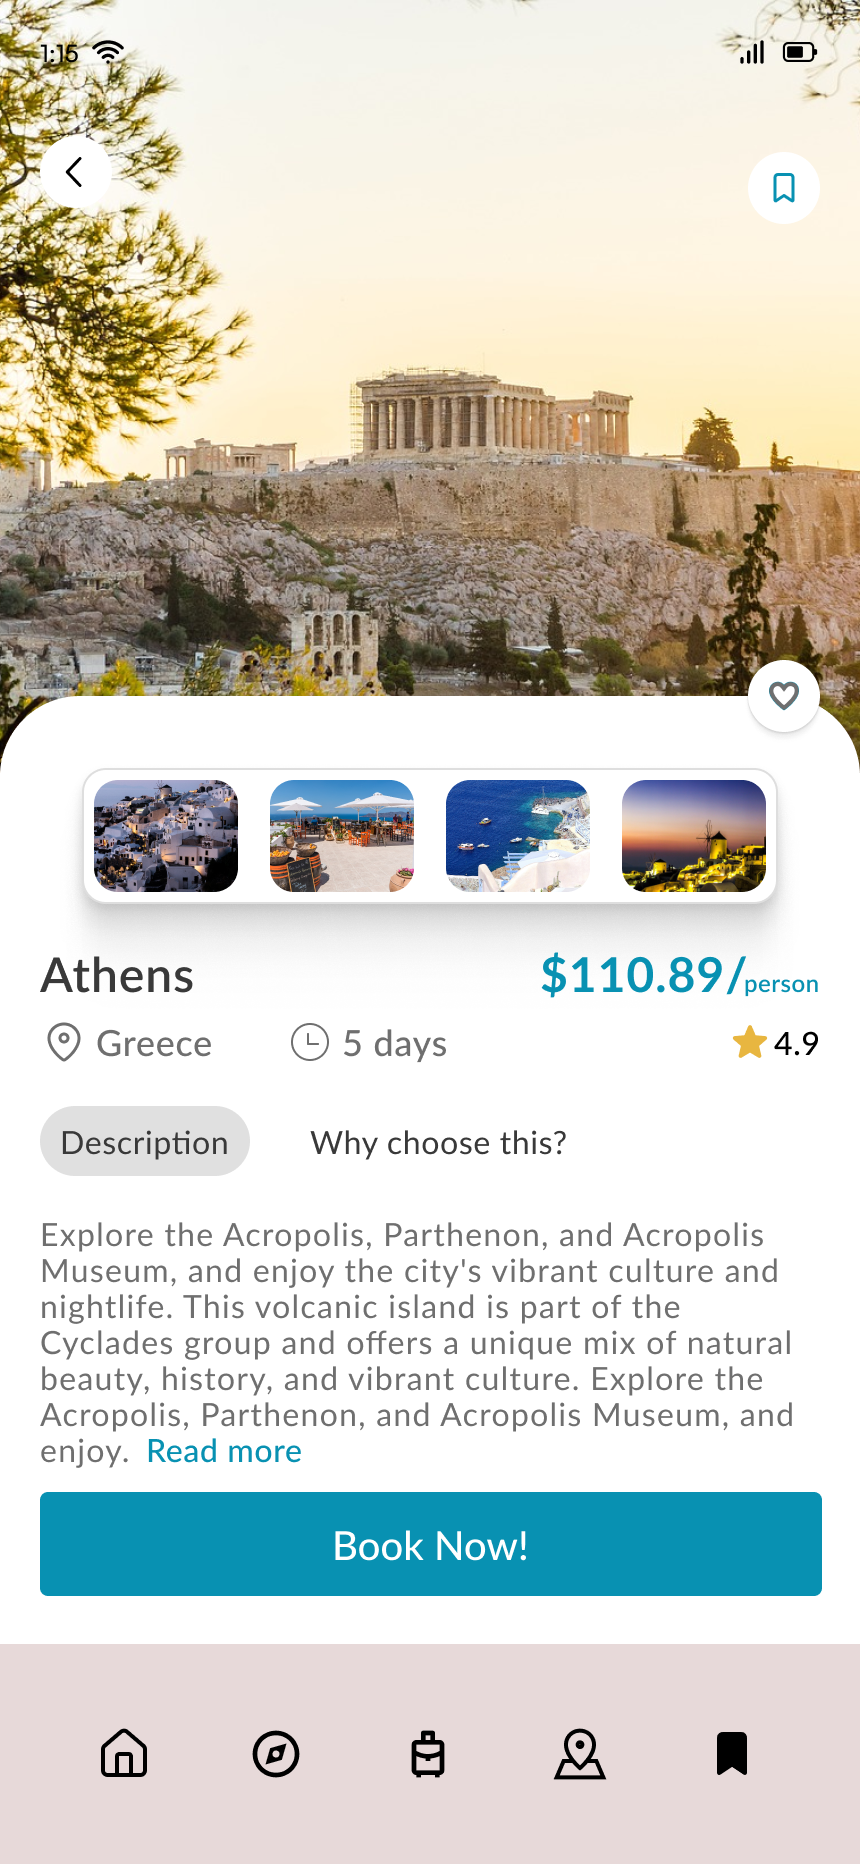 1:15
Athens
$110.89/person
Greece
5 days
4.9
Description
Why choose this?
Explore the Acropolis, Parthenon, and Acropolis
Museum, and enjoy the city's vibrant culture and
nightlife. This volcanic island is part of the
Cyclades group and offers a unique mix of natural
beauty, history, and vibrant culture. Explore the
Acropolis, Parthenon, and Acropolis Museum, and
enjoy. Read more
Book Now!